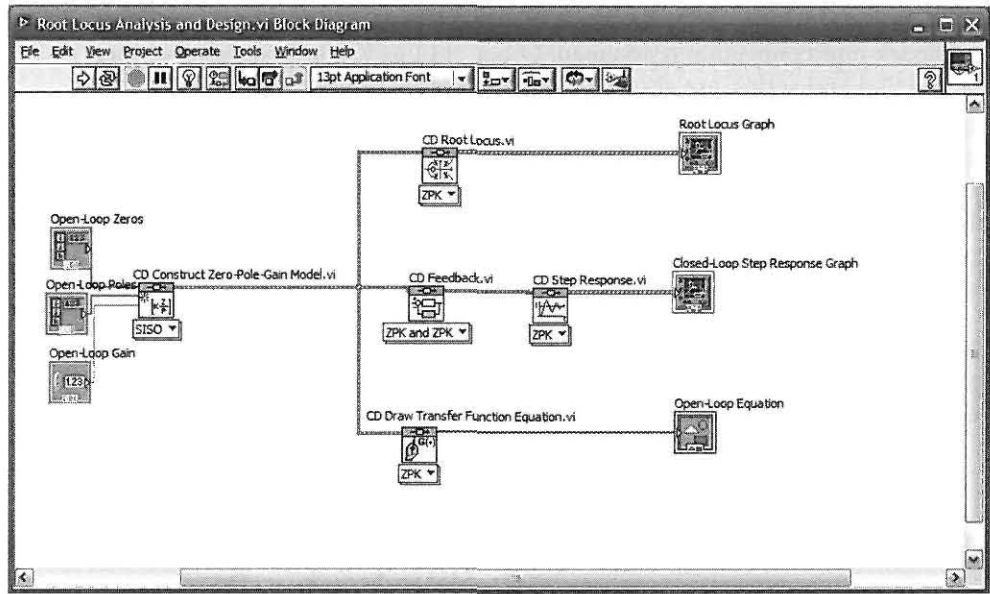 Root Locus Analysis and Design.vi Block Diagram
File Edit View Project Operate Tools Window Help
13pt Application Font
1
Root Locus Graph
CD Root Locus.vi
ZPK
Open-Loop Zeros
CD Construct Zero-Pole-Gain Model.vi
CD Feedback.vi
CD Step Response.vi
Closed-Loop Step Response Graph
Open-Loop Poles
SISO
ZPK and ZPK
ZPK
Open-Loop Gain
1.23
CD Draw Transfer Function Equation.vi
Open-Loop Equation
G(•)
ZPK